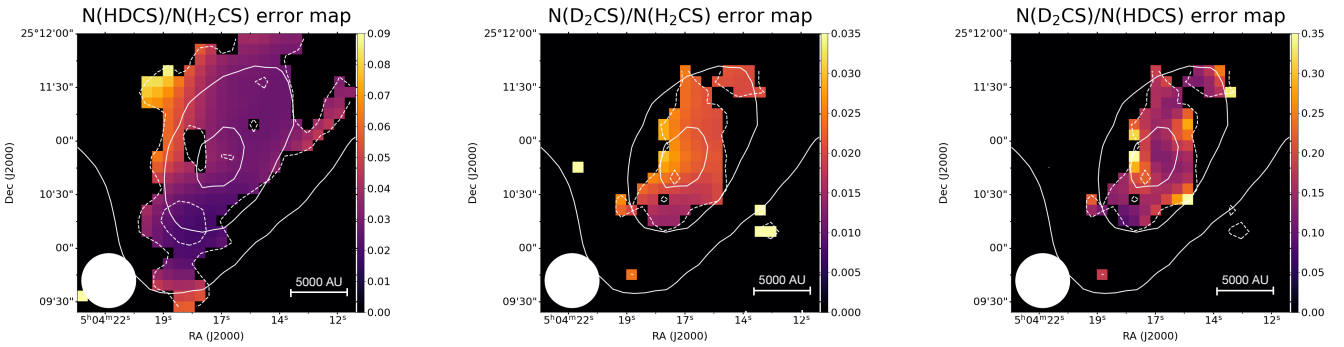 N(HDCS)/N(H₂CS) error map
N(D₂CS)/N(H₂CS) error map
N(D₂CS)/N(HDCS) error map
25°12'00"
11'30"
00"
10'30"
00"
09'30"
Dec (J2000)
5ʰ04ᵐ22ˢ 19ˢ 17ˢ 14ˢ 12ˢ
RA (J2000)
5000 AU
0.09
0.08
0.07
0.06
0.05
0.04
0.03
0.02
0.01
0.00
25°12'00"
11'30"
00"
10'30"
00"
09'30"
Dec (J2000)
5ʰ04ᵐ22ˢ 19ˢ 17ˢ 14ˢ 12ˢ
RA (J2000)
5000 AU
0.035
0.030
0.025
0.020
0.015
0.010
0.005
0.000
25°12'00"
11'30"
00"
10'30"
00"
09'30"
Dec (J2000)
5ʰ04ᵐ22ˢ 19ˢ 17ˢ 14ˢ 12ˢ
RA (J2000)
5000 AU
0.35
0.30
0.25
0.20
0.15
0.10
0.05
0.00